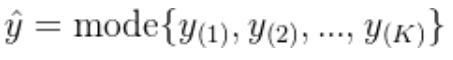 ŷ = mode{y₍₁₎, y₍₂₎, ..., y₍K₎}